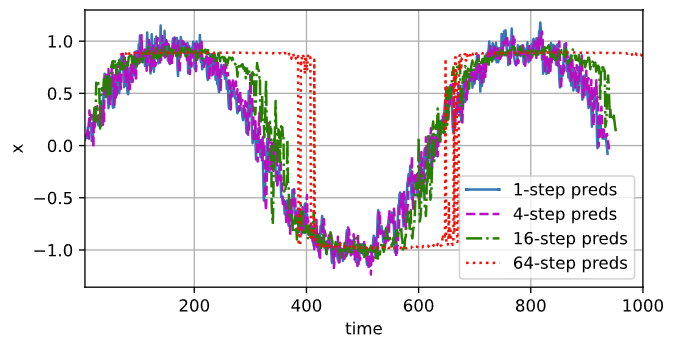 1.0
0.5
0.0
−0.5
−1.0
x
200
400
600
800
1000
time
1-step preds
4-step preds
16-step preds
64-step preds